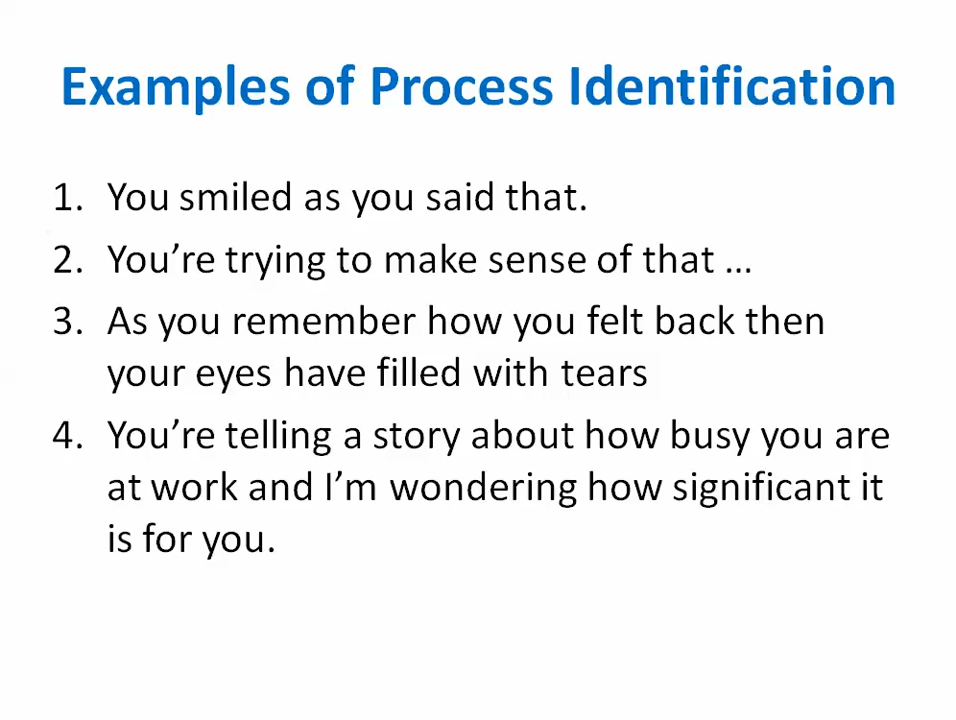 Examples of Process Identification
1. You smiled as you said that.
2. You’re trying to make sense of that …
3. As you remember how you felt back then
your eyes have filled with tears
4. You’re telling a story about how busy you are
at work and I’m wondering how significant it
is for you.